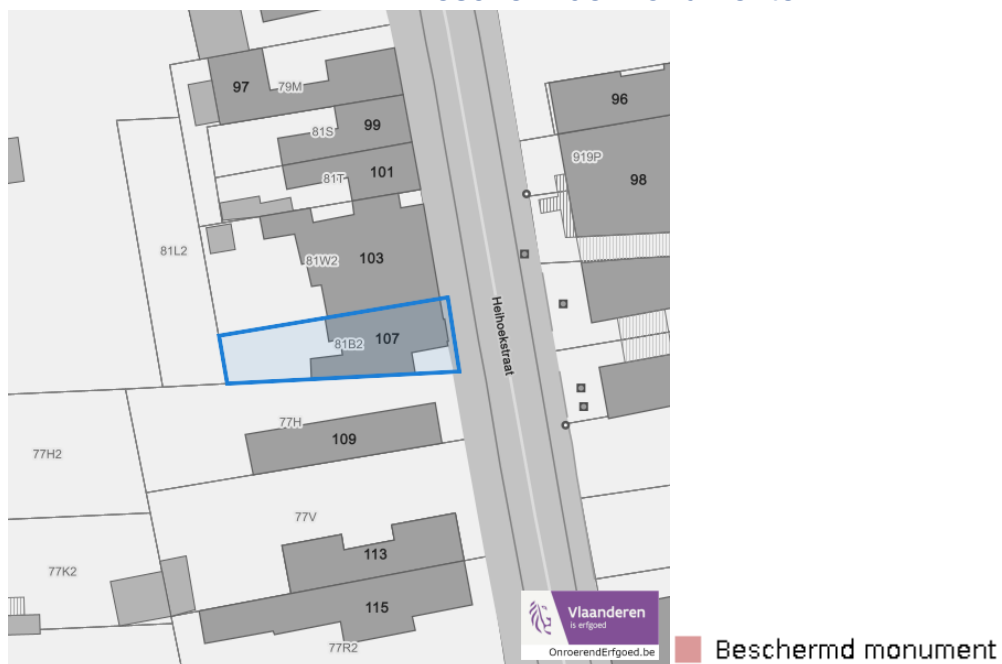 97
79M
96
81S
99
919P
81T
101
98
81L2
81W2
103
Heihoekstraat
81B2
107
77H
109
77H2
77V
113
77K2
115
77R2
Vlaanderen
is erfgoed
OnroerendErfgoed.be
Beschermd monument